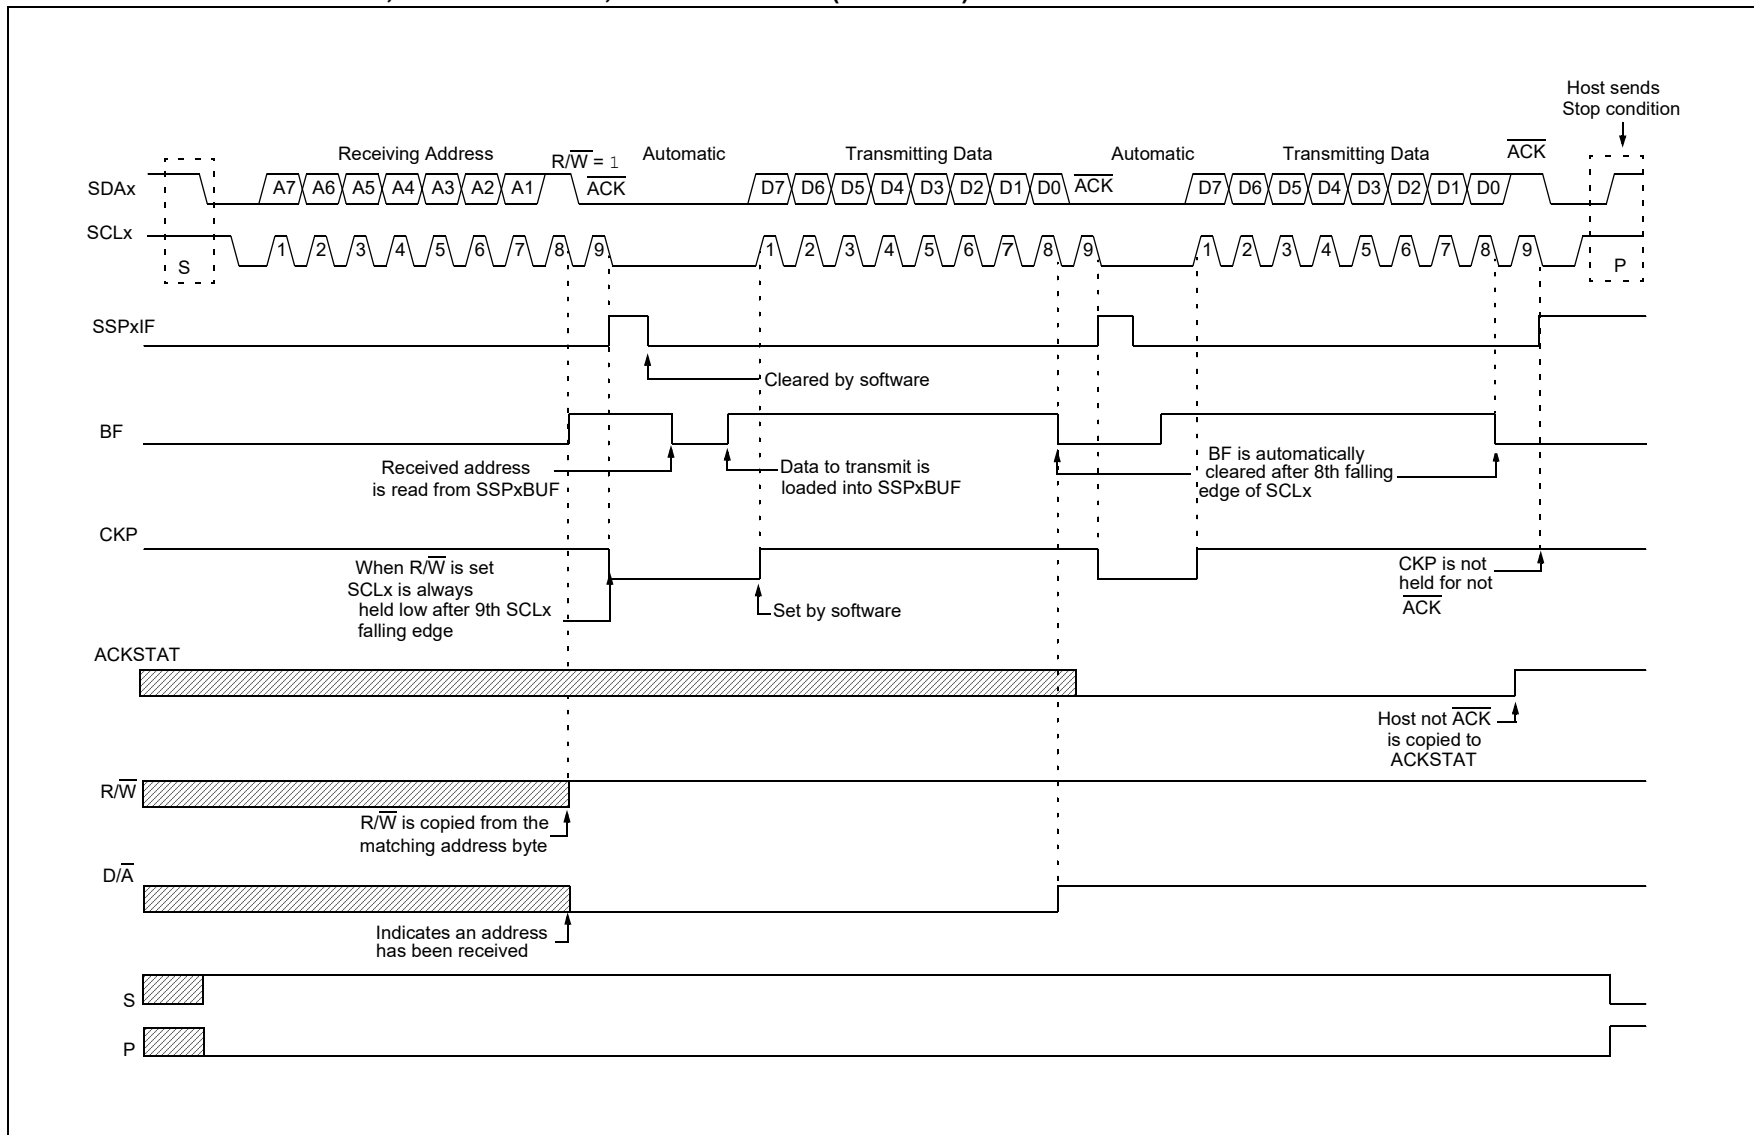 Host sends
Stop condition
Receiving Address
R/W̅ = 1
Automatic
Transmitting Data
Automatic
Transmitting Data
A̅C̅K̅
SDAx
A7 A6 A5 A4 A3 A2 A1
A̅C̅K̅
D7 D6 D5 D4 D3 D2 D1 D0
A̅C̅K̅
D7 D6 D5 D4 D3 D2 D1 D0
SCLx
S
1 2 3 4 5 6 7 8 9
1 2 3 4 5 6 7 8 9
1 2 3 4 5 6 7 8 9
P
SSPxIF
Cleared by software
BF
Received address
is read from SSPxBUF
Data to transmit is
loaded into SSPxBUF
BF is automatically
cleared after 8th falling
edge of SCLx
CKP
When R/W̅ is set
SCLx is always
held low after 9th SCLx
falling edge
Set by software
CKP is not
held for not
A̅C̅K̅
ACKSTAT
Host not A̅C̅K̅
is copied to
ACKSTAT
R/W̅
R/W̅ is copied from the
matching address byte
D/A̅
Indicates an address
has been received
S
P